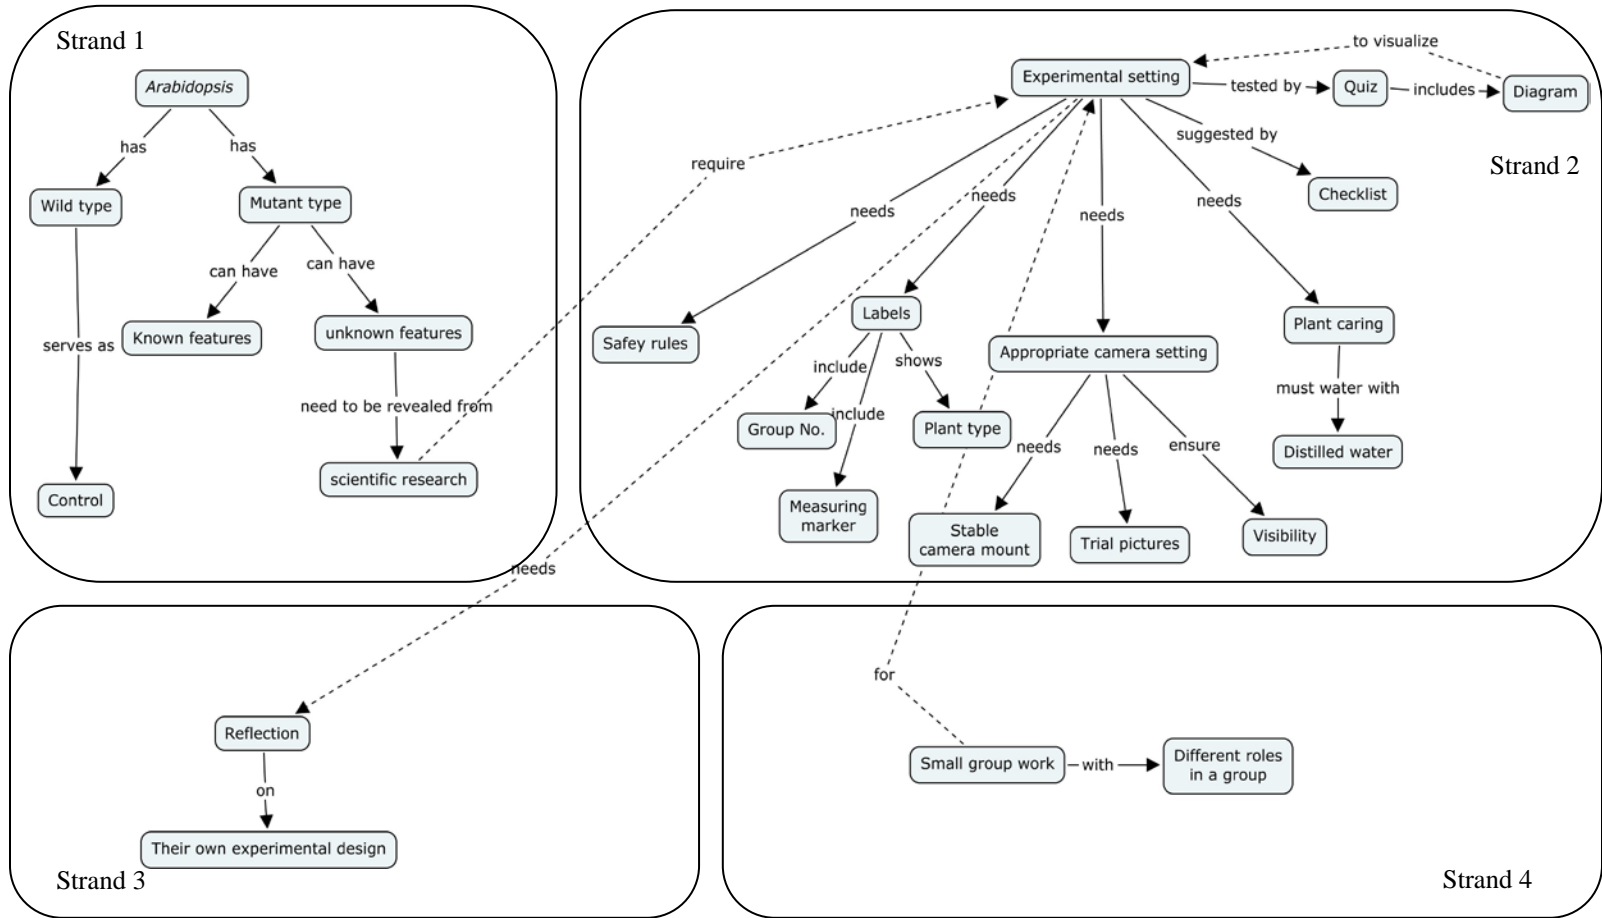 Strand 1
Arabidopsis
has
has
Wild type
Mutant type
can have
can have
Known features
unknown features
serves as
need to be revealed from
scientific research
Control
Strand 2
to visualize
Experimental setting
tested by
Quiz
includes
Diagram
suggested by
Checklist
require
needs
needs
needs
needs
Safey rules
Labels
Appropriate camera setting
Plant caring
include
include
shows
Group No.
Plant type
Measuring
marker
needs
needs
ensure
Stable
camera mount
Trial pictures
Visibility
must water with
Distilled water
needs
Reflection
on
Their own experimental design
Strand 3
for
Small group work
with
Different roles
in a group
Strand 4